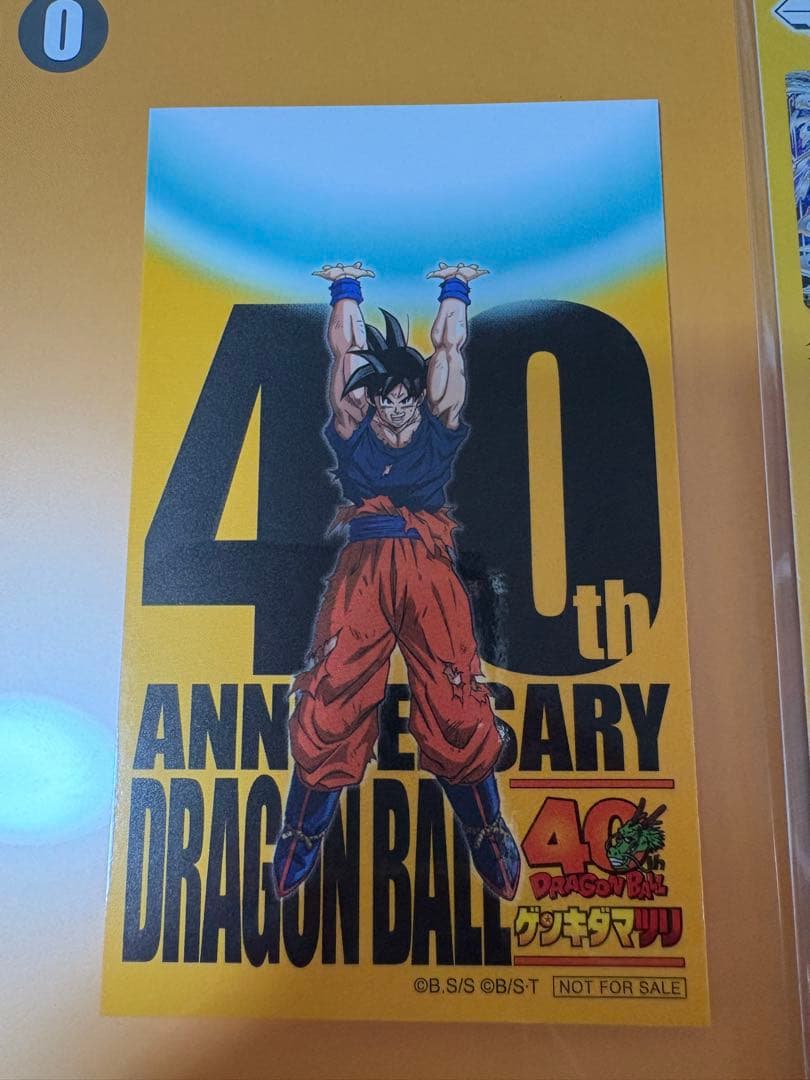 0
40th
ANNIVERSARY
DRAGON BALL
40th
DRAGON BALL
ゲンキダマツリ
©B.S/S ©B/S・T NOT FOR SALE